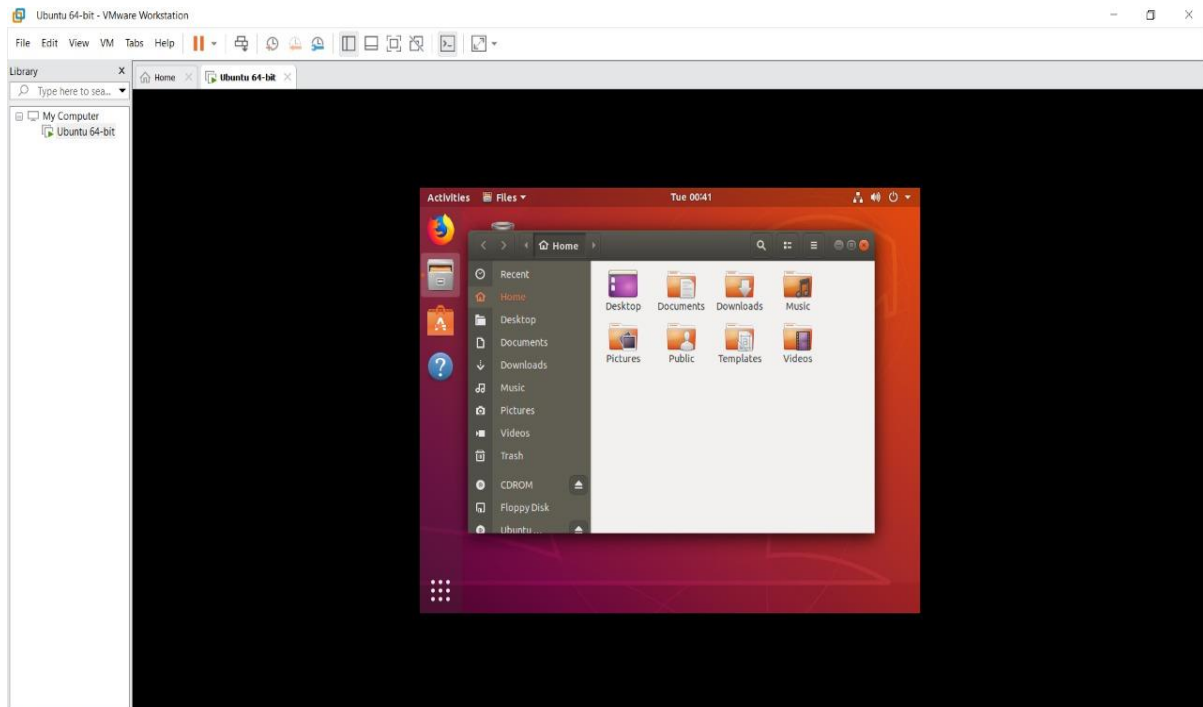 Ubuntu 64-bit - VMware Workstation
File Edit View VM Tabs Help
Library X
Type here to sea...
Home Ubuntu 64-bit
My Computer
Ubuntu 64-bit
Activities Files Tue 00:41
Home
Recent
Home
Desktop
Documents
Downloads
Music
Pictures
Videos
Trash
CDROM
Floppy Disk
Ubuntu ...
Desktop Documents Downloads Music
Pictures Public Templates Videos